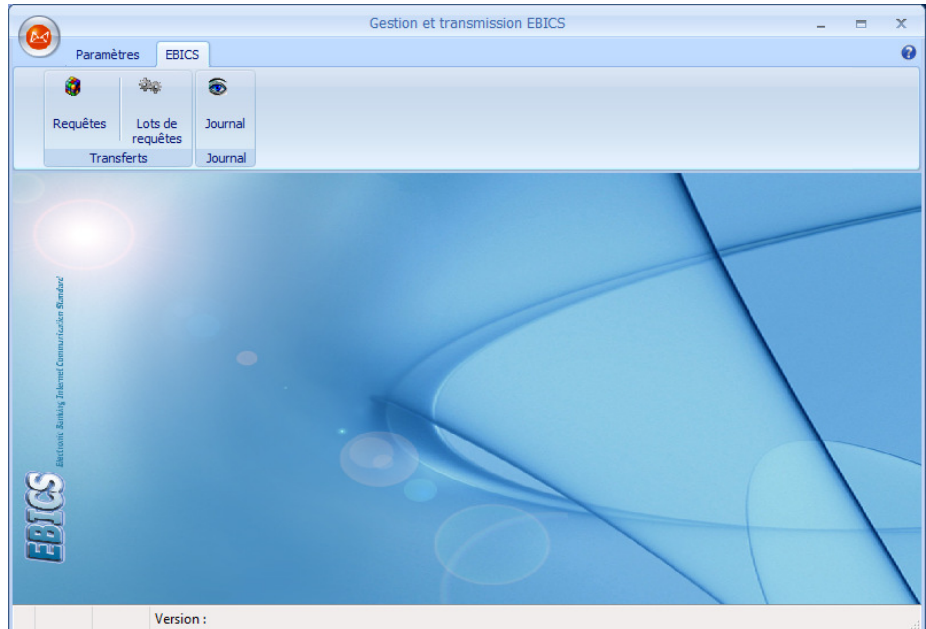 Gestion et transmission EBICS
Paramètres EBICS
Requêtes
Lots de
requêtes
Journal
Transferts
Journal
Electronic Banking Internet Communication Standard
EBICS
Version :